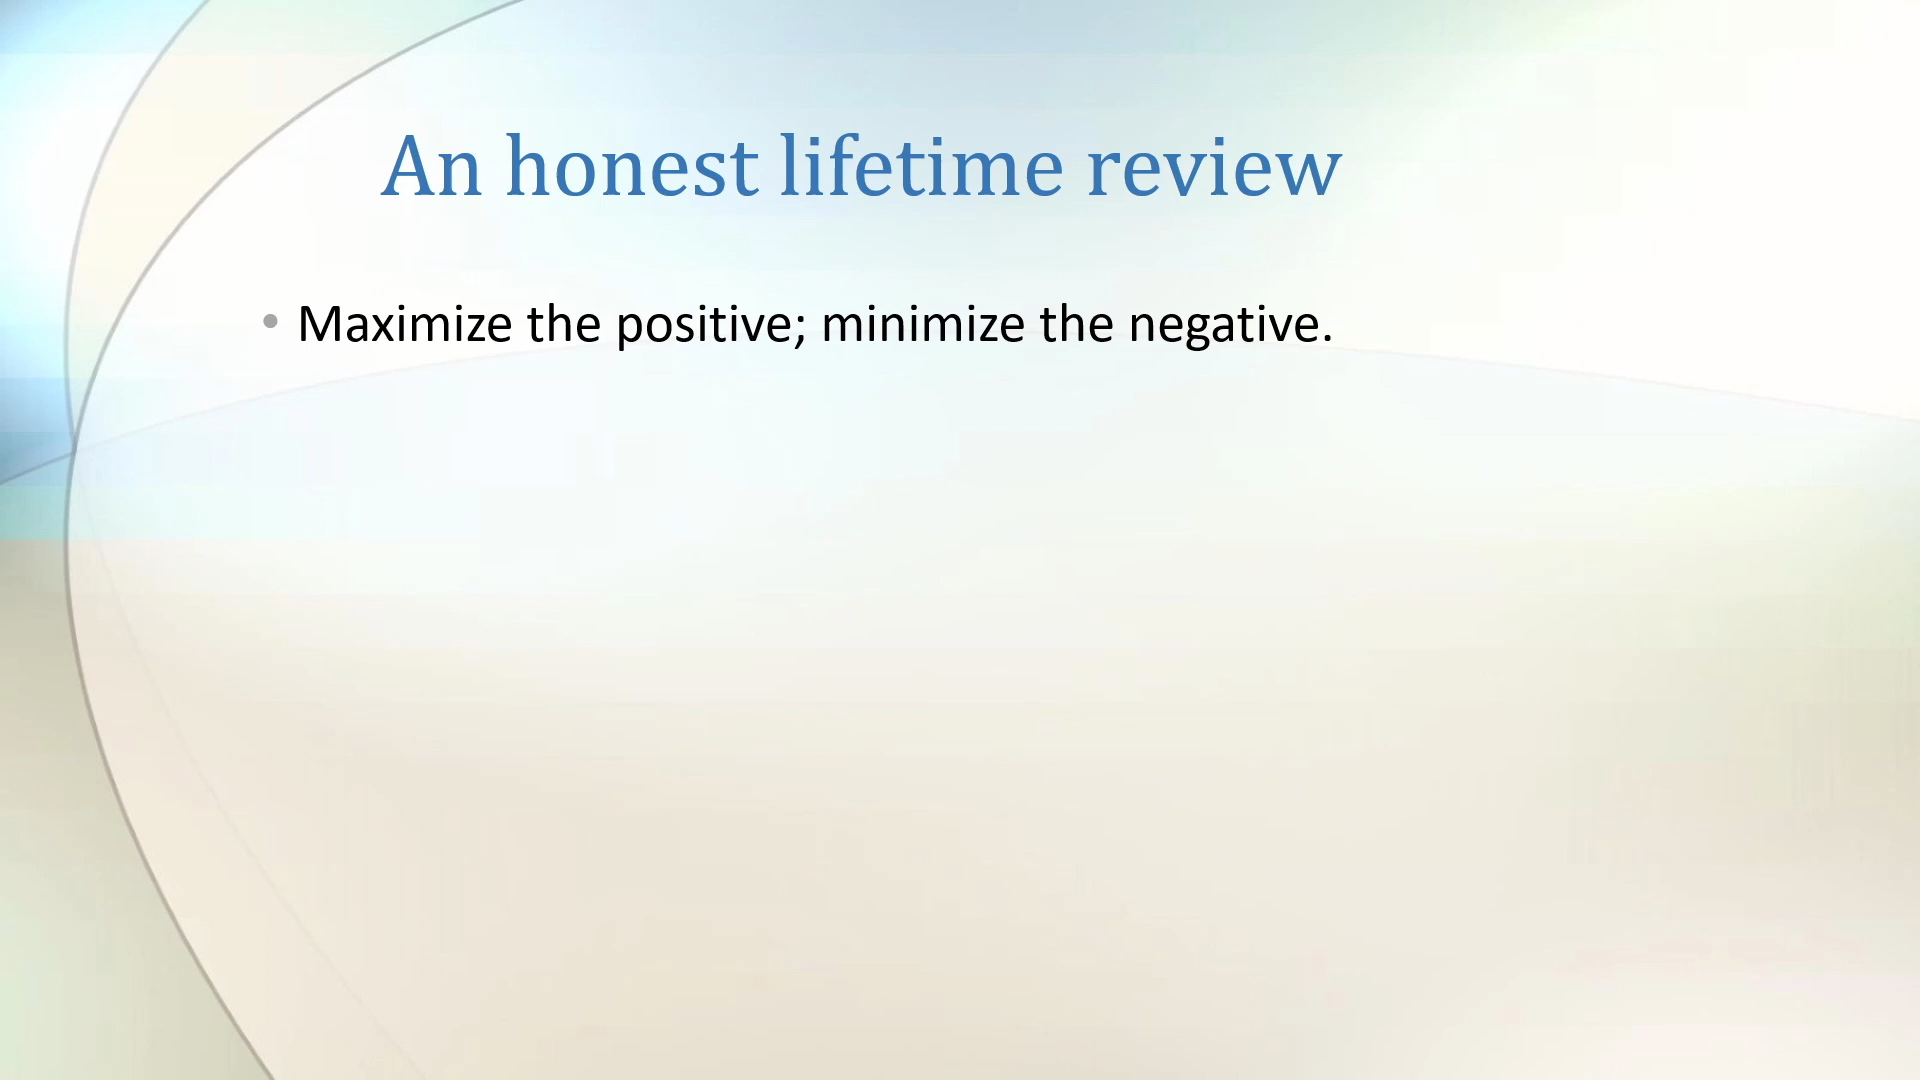 An honest lifetime review
• Maximize the positive; minimize the negative.